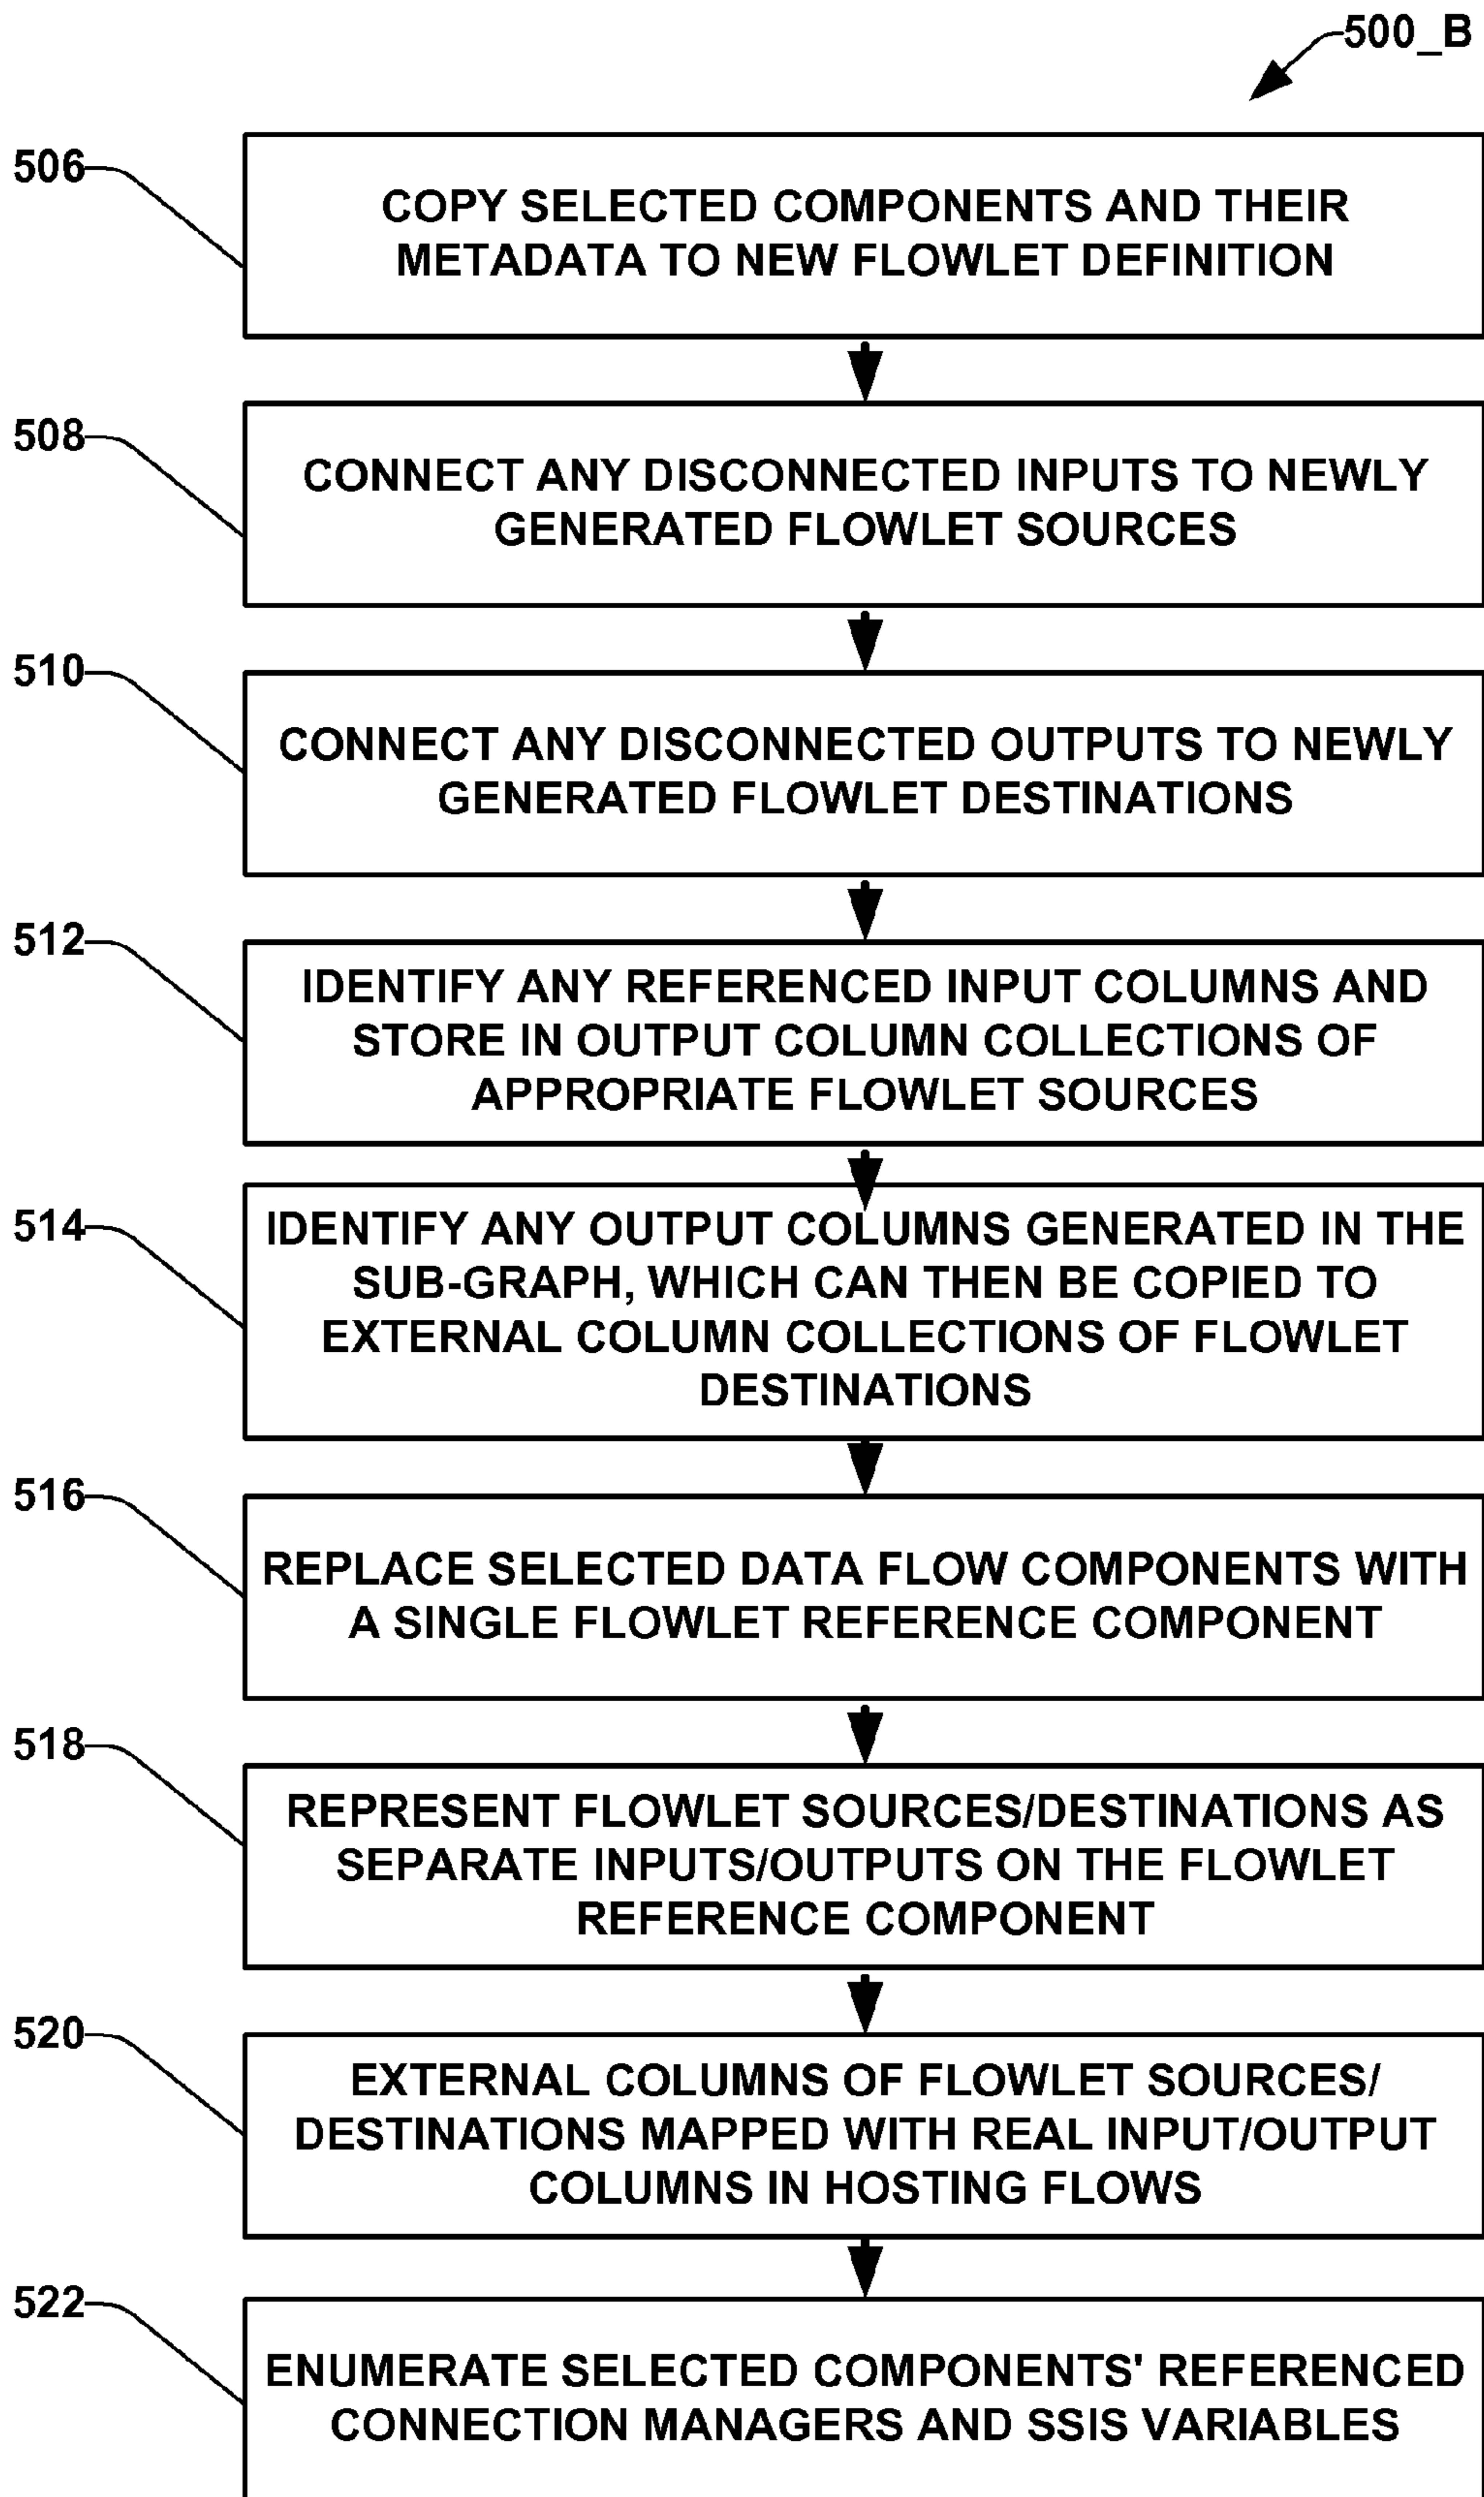 500_B
506
COPY SELECTED COMPONENTS AND THEIR
METADATA TO NEW FLOWLET DEFINITION
508
CONNECT ANY DISCONNECTED INPUTS TO NEWLY
GENERATED FLOWLET SOURCES
510
CONNECT ANY DISCONNECTED OUTPUTS TO NEWLY
GENERATED FLOWLET DESTINATIONS
512
IDENTIFY ANY REFERENCED INPUT COLUMNS AND
STORE IN OUTPUT COLUMN COLLECTIONS OF
APPROPRIATE FLOWLET SOURCES
514
IDENTIFY ANY OUTPUT COLUMNS GENERATED IN THE
SUB-GRAPH, WHICH CAN THEN BE COPIED TO
EXTERNAL COLUMN COLLECTIONS OF FLOWLET
DESTINATIONS
516
REPLACE SELECTED DATA FLOW COMPONENTS WITH
A SINGLE FLOWLET REFERENCE COMPONENT
518
REPRESENT FLOWLET SOURCES/DESTINATIONS AS
SEPARATE INPUTS/OUTPUTS ON THE FLOWLET
REFERENCE COMPONENT
520
EXTERNAL COLUMNS OF FLOWLET SOURCES/
DESTINATIONS MAPPED WITH REAL INPUT/OUTPUT
COLUMNS IN HOSTING FLOWS
522
ENUMERATE SELECTED COMPONENTS' REFERENCED
CONNECTION MANAGERS AND SSIS VARIABLES